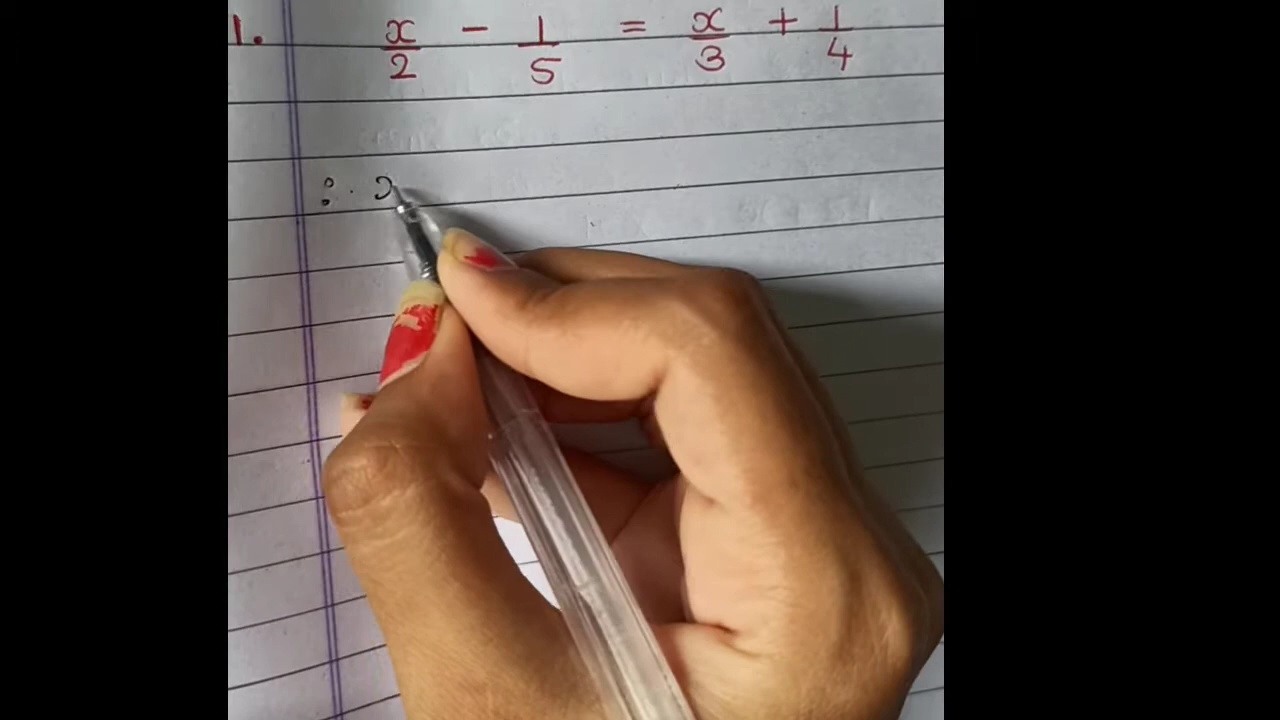 1. x/2 - 1/5 = x/3 + 1/4
∴